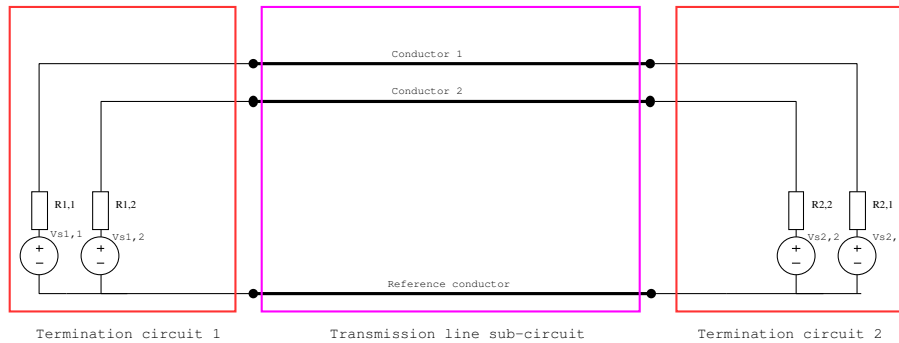 Conductor 1
Conductor 2
R1,1
R1,2
R2,2
R2,1
Vs1,1
Vs1,2
Vs2,2
Vs2,
Reference conductor
Termination circuit 1
Transmission line sub-circuit
Termination circuit 2